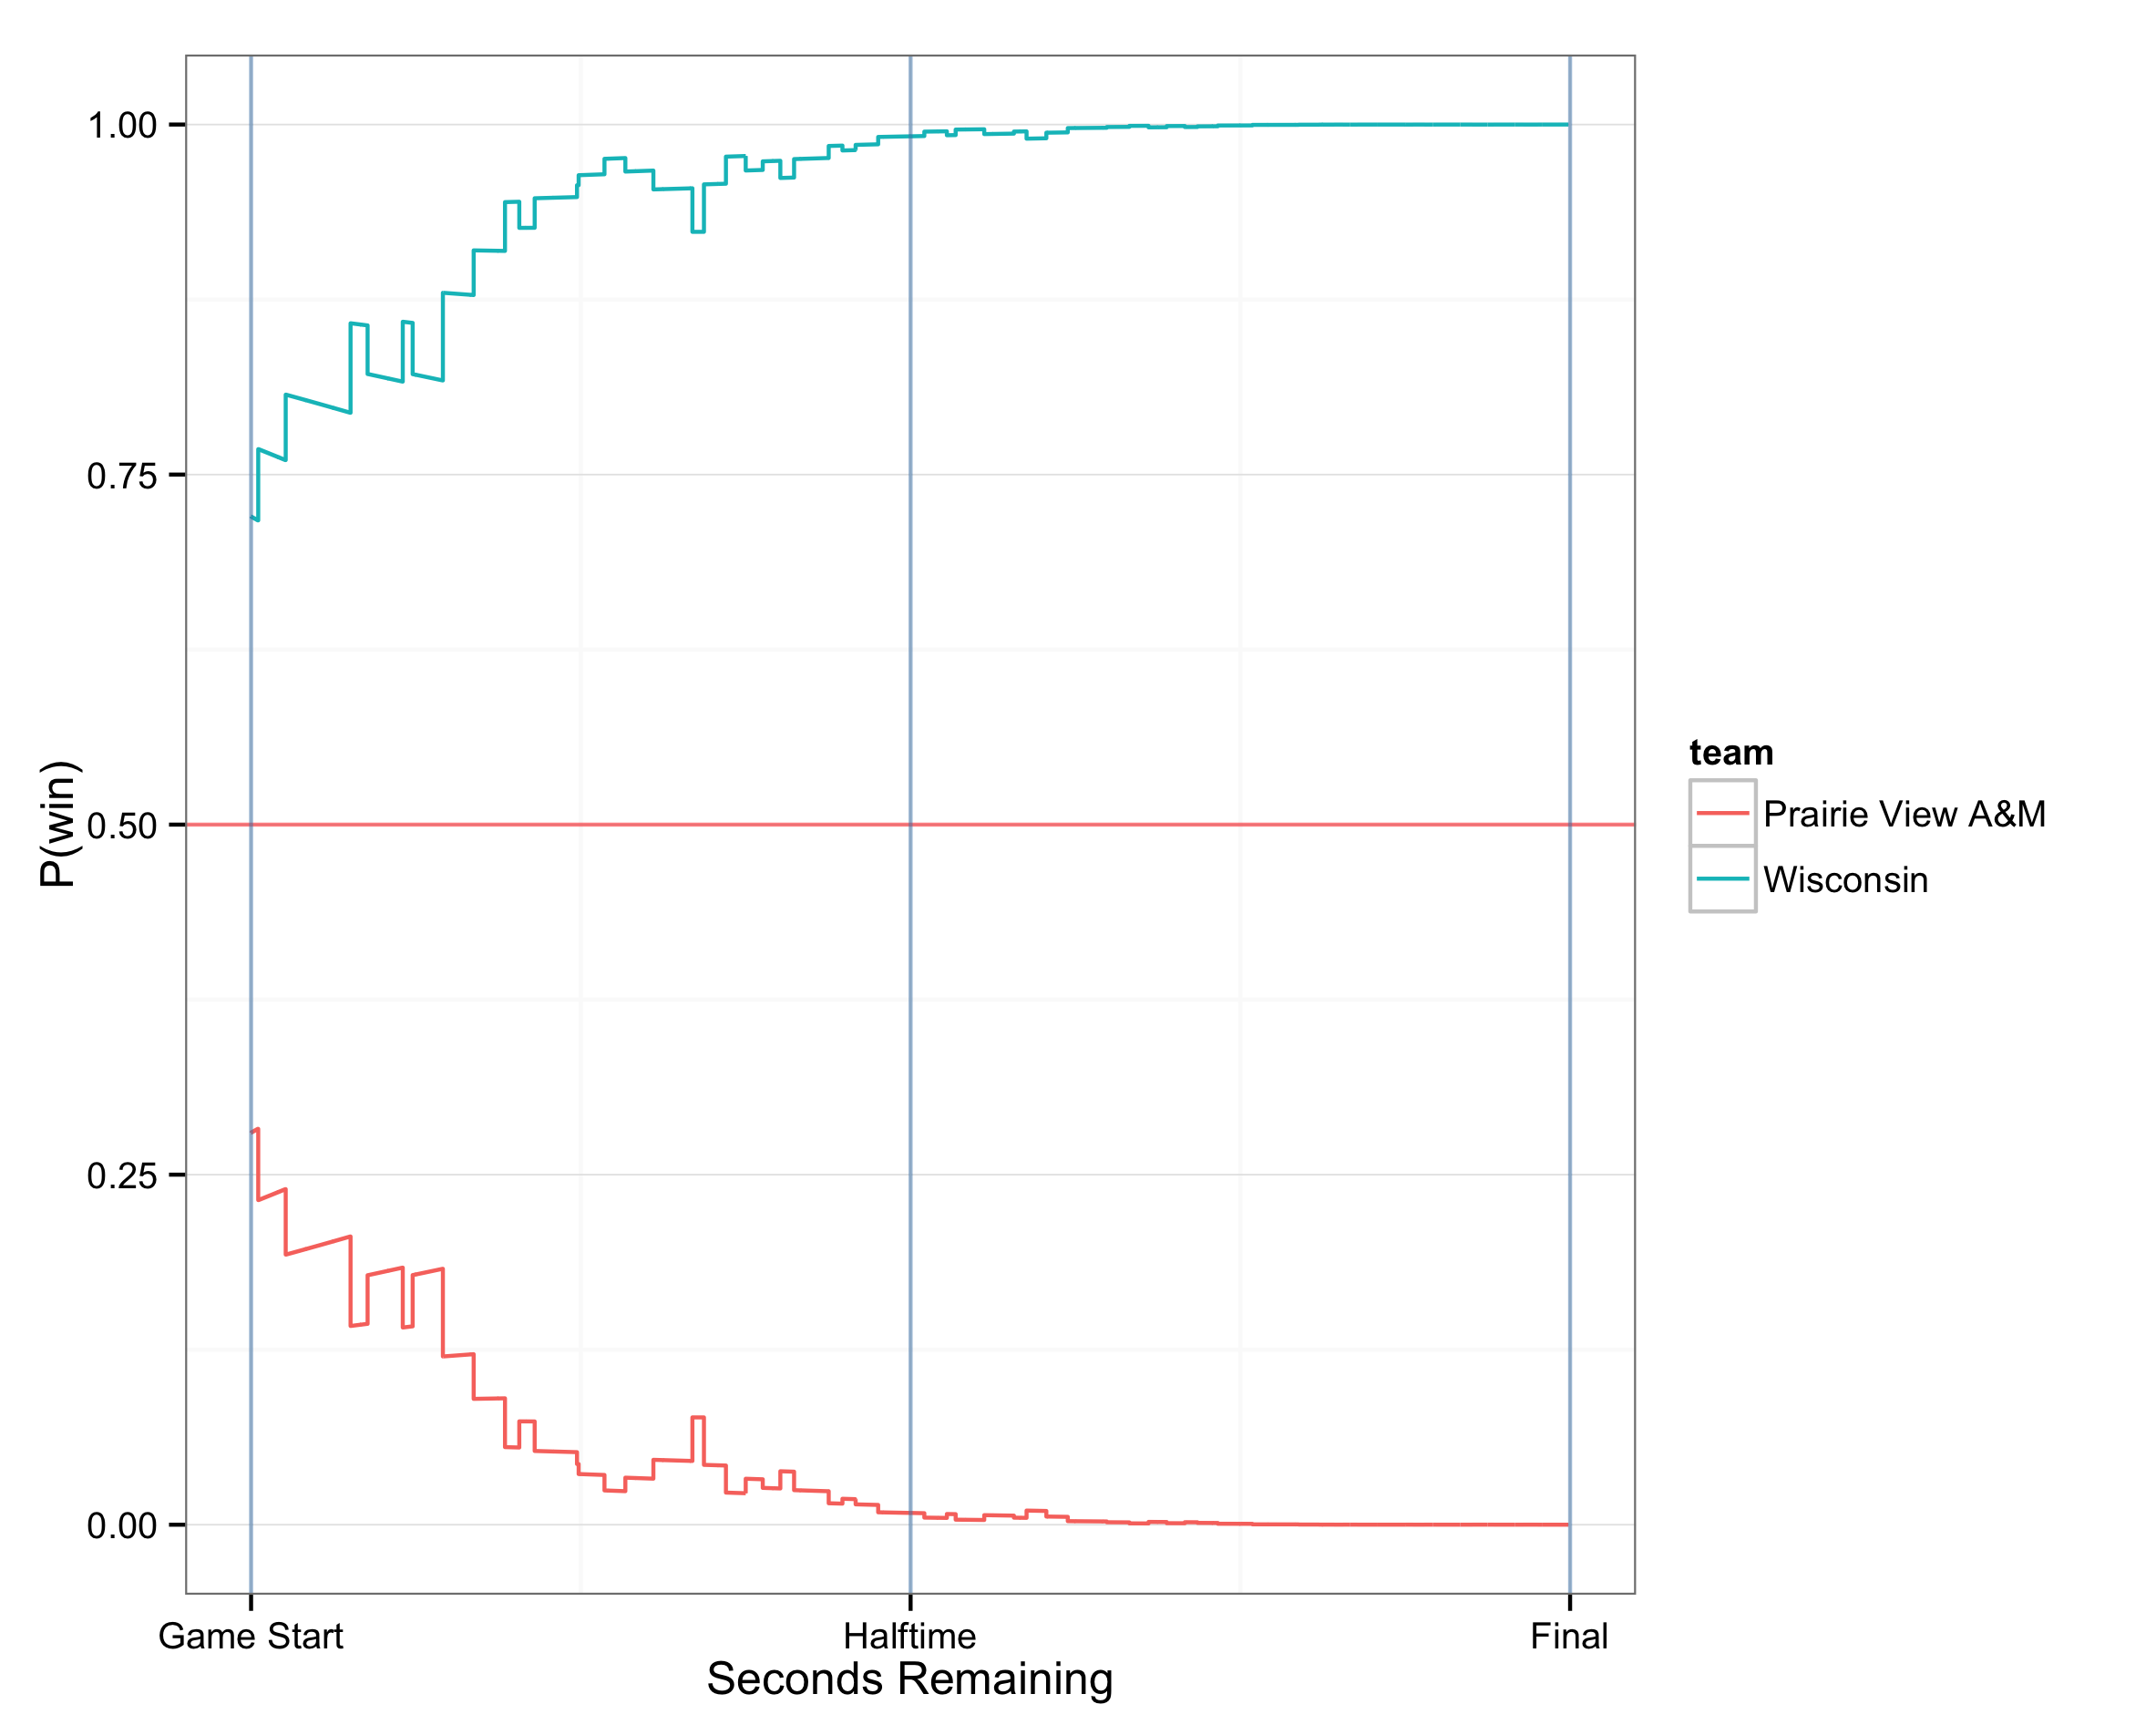 1.00
0.75
0.50
0.25
0.00
P(win)
Game Start
Halftime
Final
Seconds Remaining
team
Prairie View A&M
Wisconsin